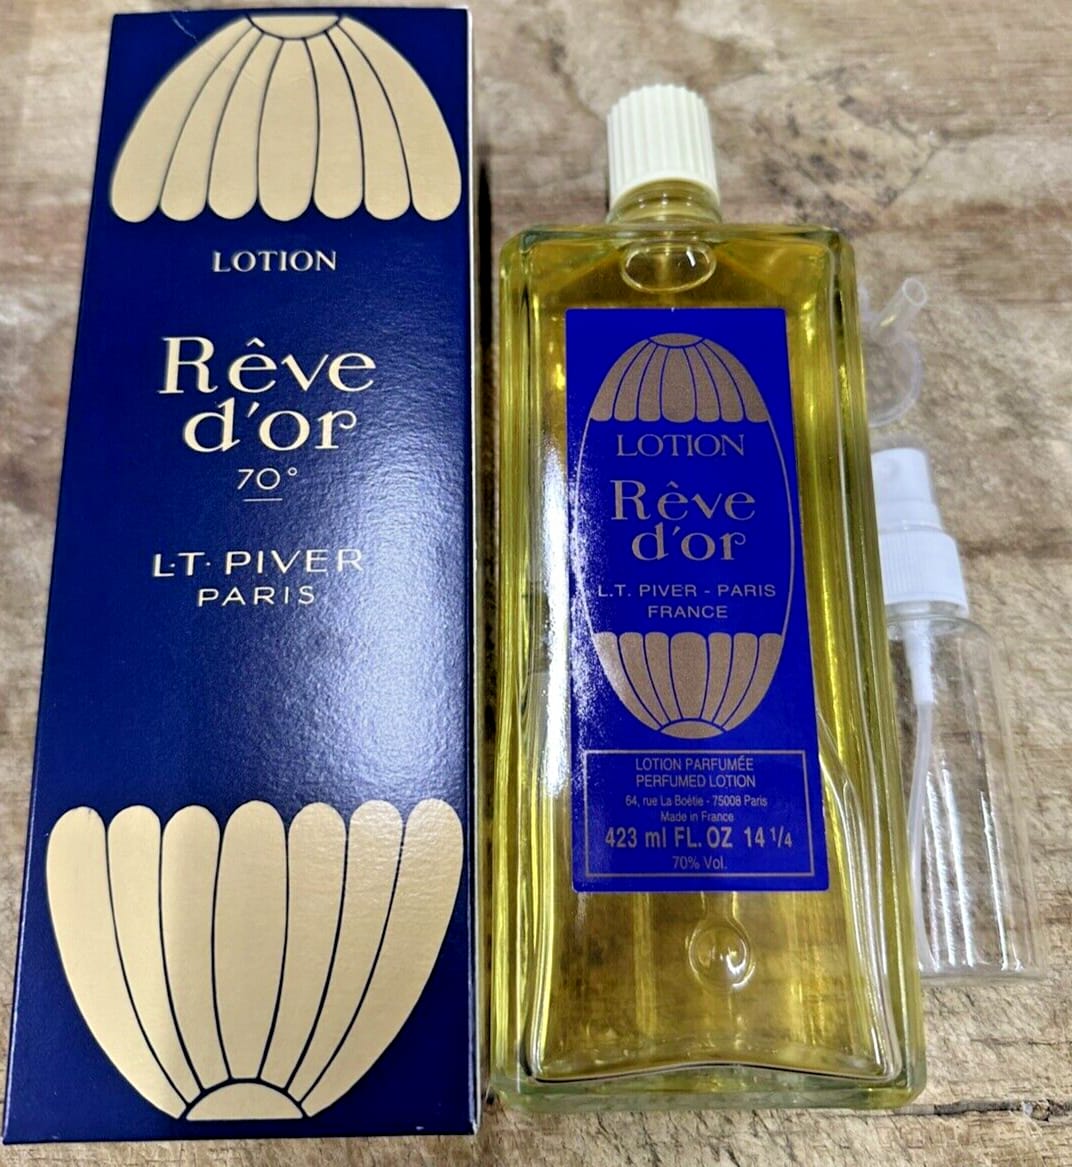 LOTION
Rêve
d'or
70°
L.T. PIVER
PARIS
LOTION
Rêve
d'or
L.T. PIVER - PARIS
FRANCE
LOTION PARFUMÉE
PERFUMED LOTION
64, rue La Boëtie - 75008 Paris
Made in France
423 ml FL. OZ 14 1/4
70% Vol.